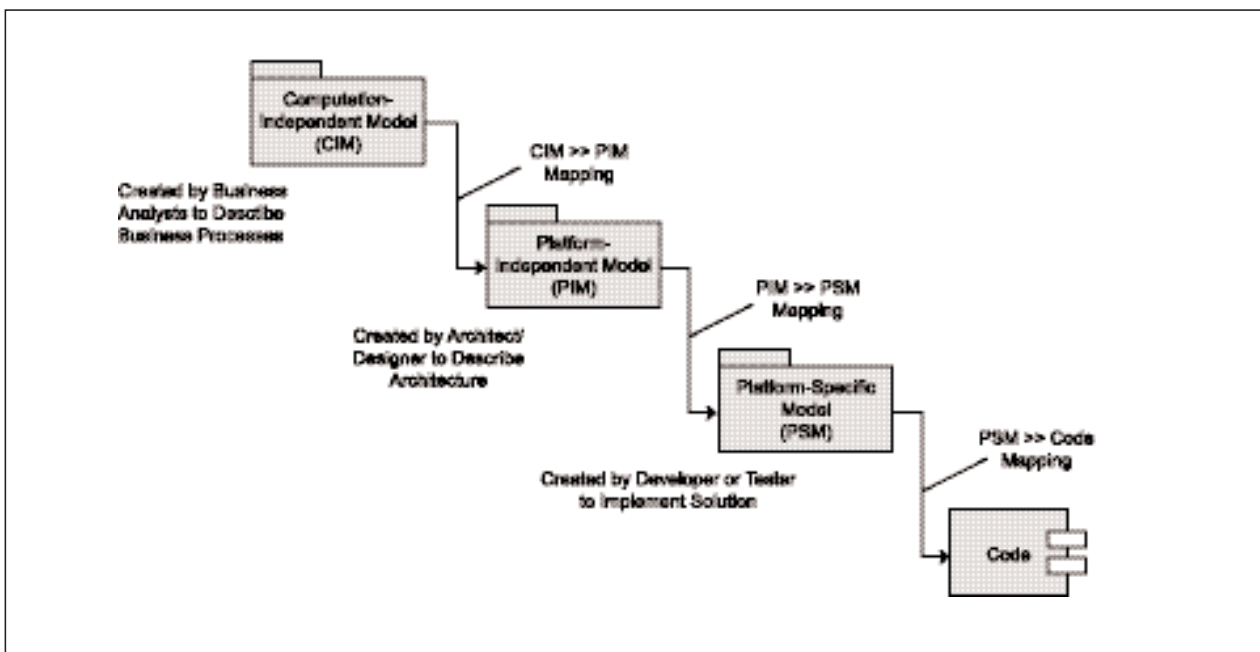 Computation-
Independent Model
(CIM)
CIM >> PIM
Mapping
Created by Business
Analysts to Describe
Business Processes
Platform-
Independent Model
(PIM)
PIM >> PSM
Mapping
Created by Architect/
Designer to Describe
Architecture
Platform-Specific
Model
(PSM)
PSM >> Code
Mapping
Created by Developer or Tester
to Implement Solution
Code